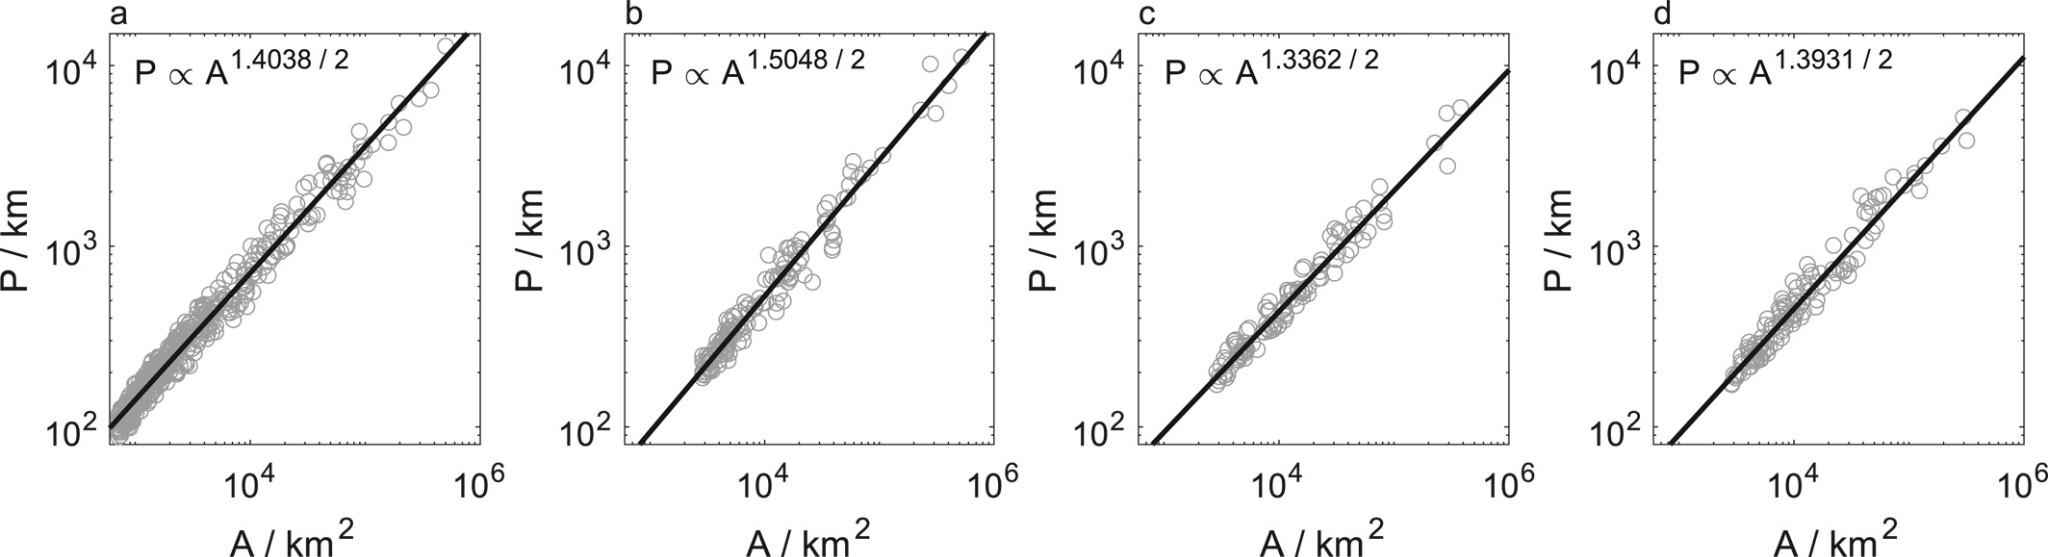 a
P ∝ A^1.4038 / 2
10^4
10^3
10^2
P / km
10^4 10^6
A / km^2
b
P ∝ A^1.5048 / 2
10^4
10^3
10^2
P / km
10^4 10^6
A / km^2
c
P ∝ A^1.3362 / 2
10^4
10^3
10^2
P / km
10^4 10^6
A / km^2
d
P ∝ A^1.3931 / 2
10^4
10^3
10^2
P / km
10^4 10^6
A / km^2